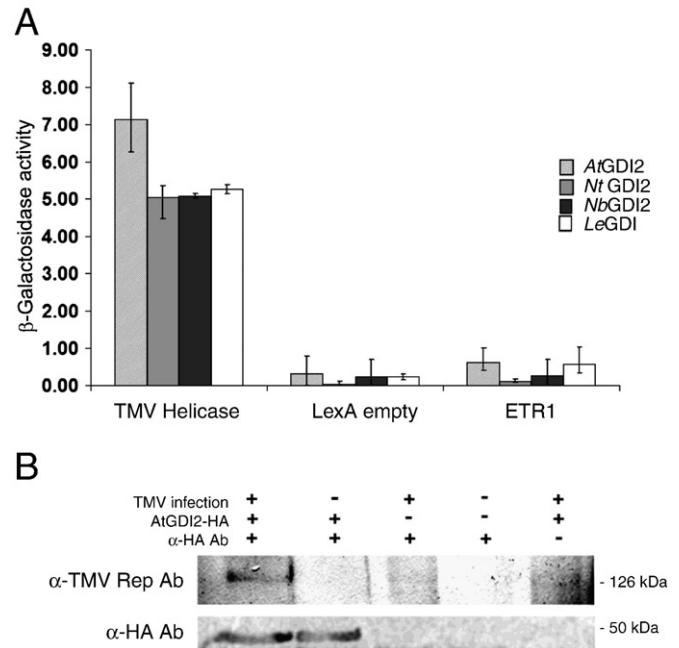 A
9.00
8.00
7.00
6.00
5.00
4.00
3.00
2.00
1.00
0.00
β-Galactosidase activity
AtGDI2
Nt GDI2
NbGDI2
LeGDI
TMV Helicase LexA empty ETR1
B
TMV infection + - + - +
AtGDI2-HA + + - - +
α-HA Ab + + + + -
α-TMV Rep Ab - 126 kDa
α-HA Ab - 50 kDa